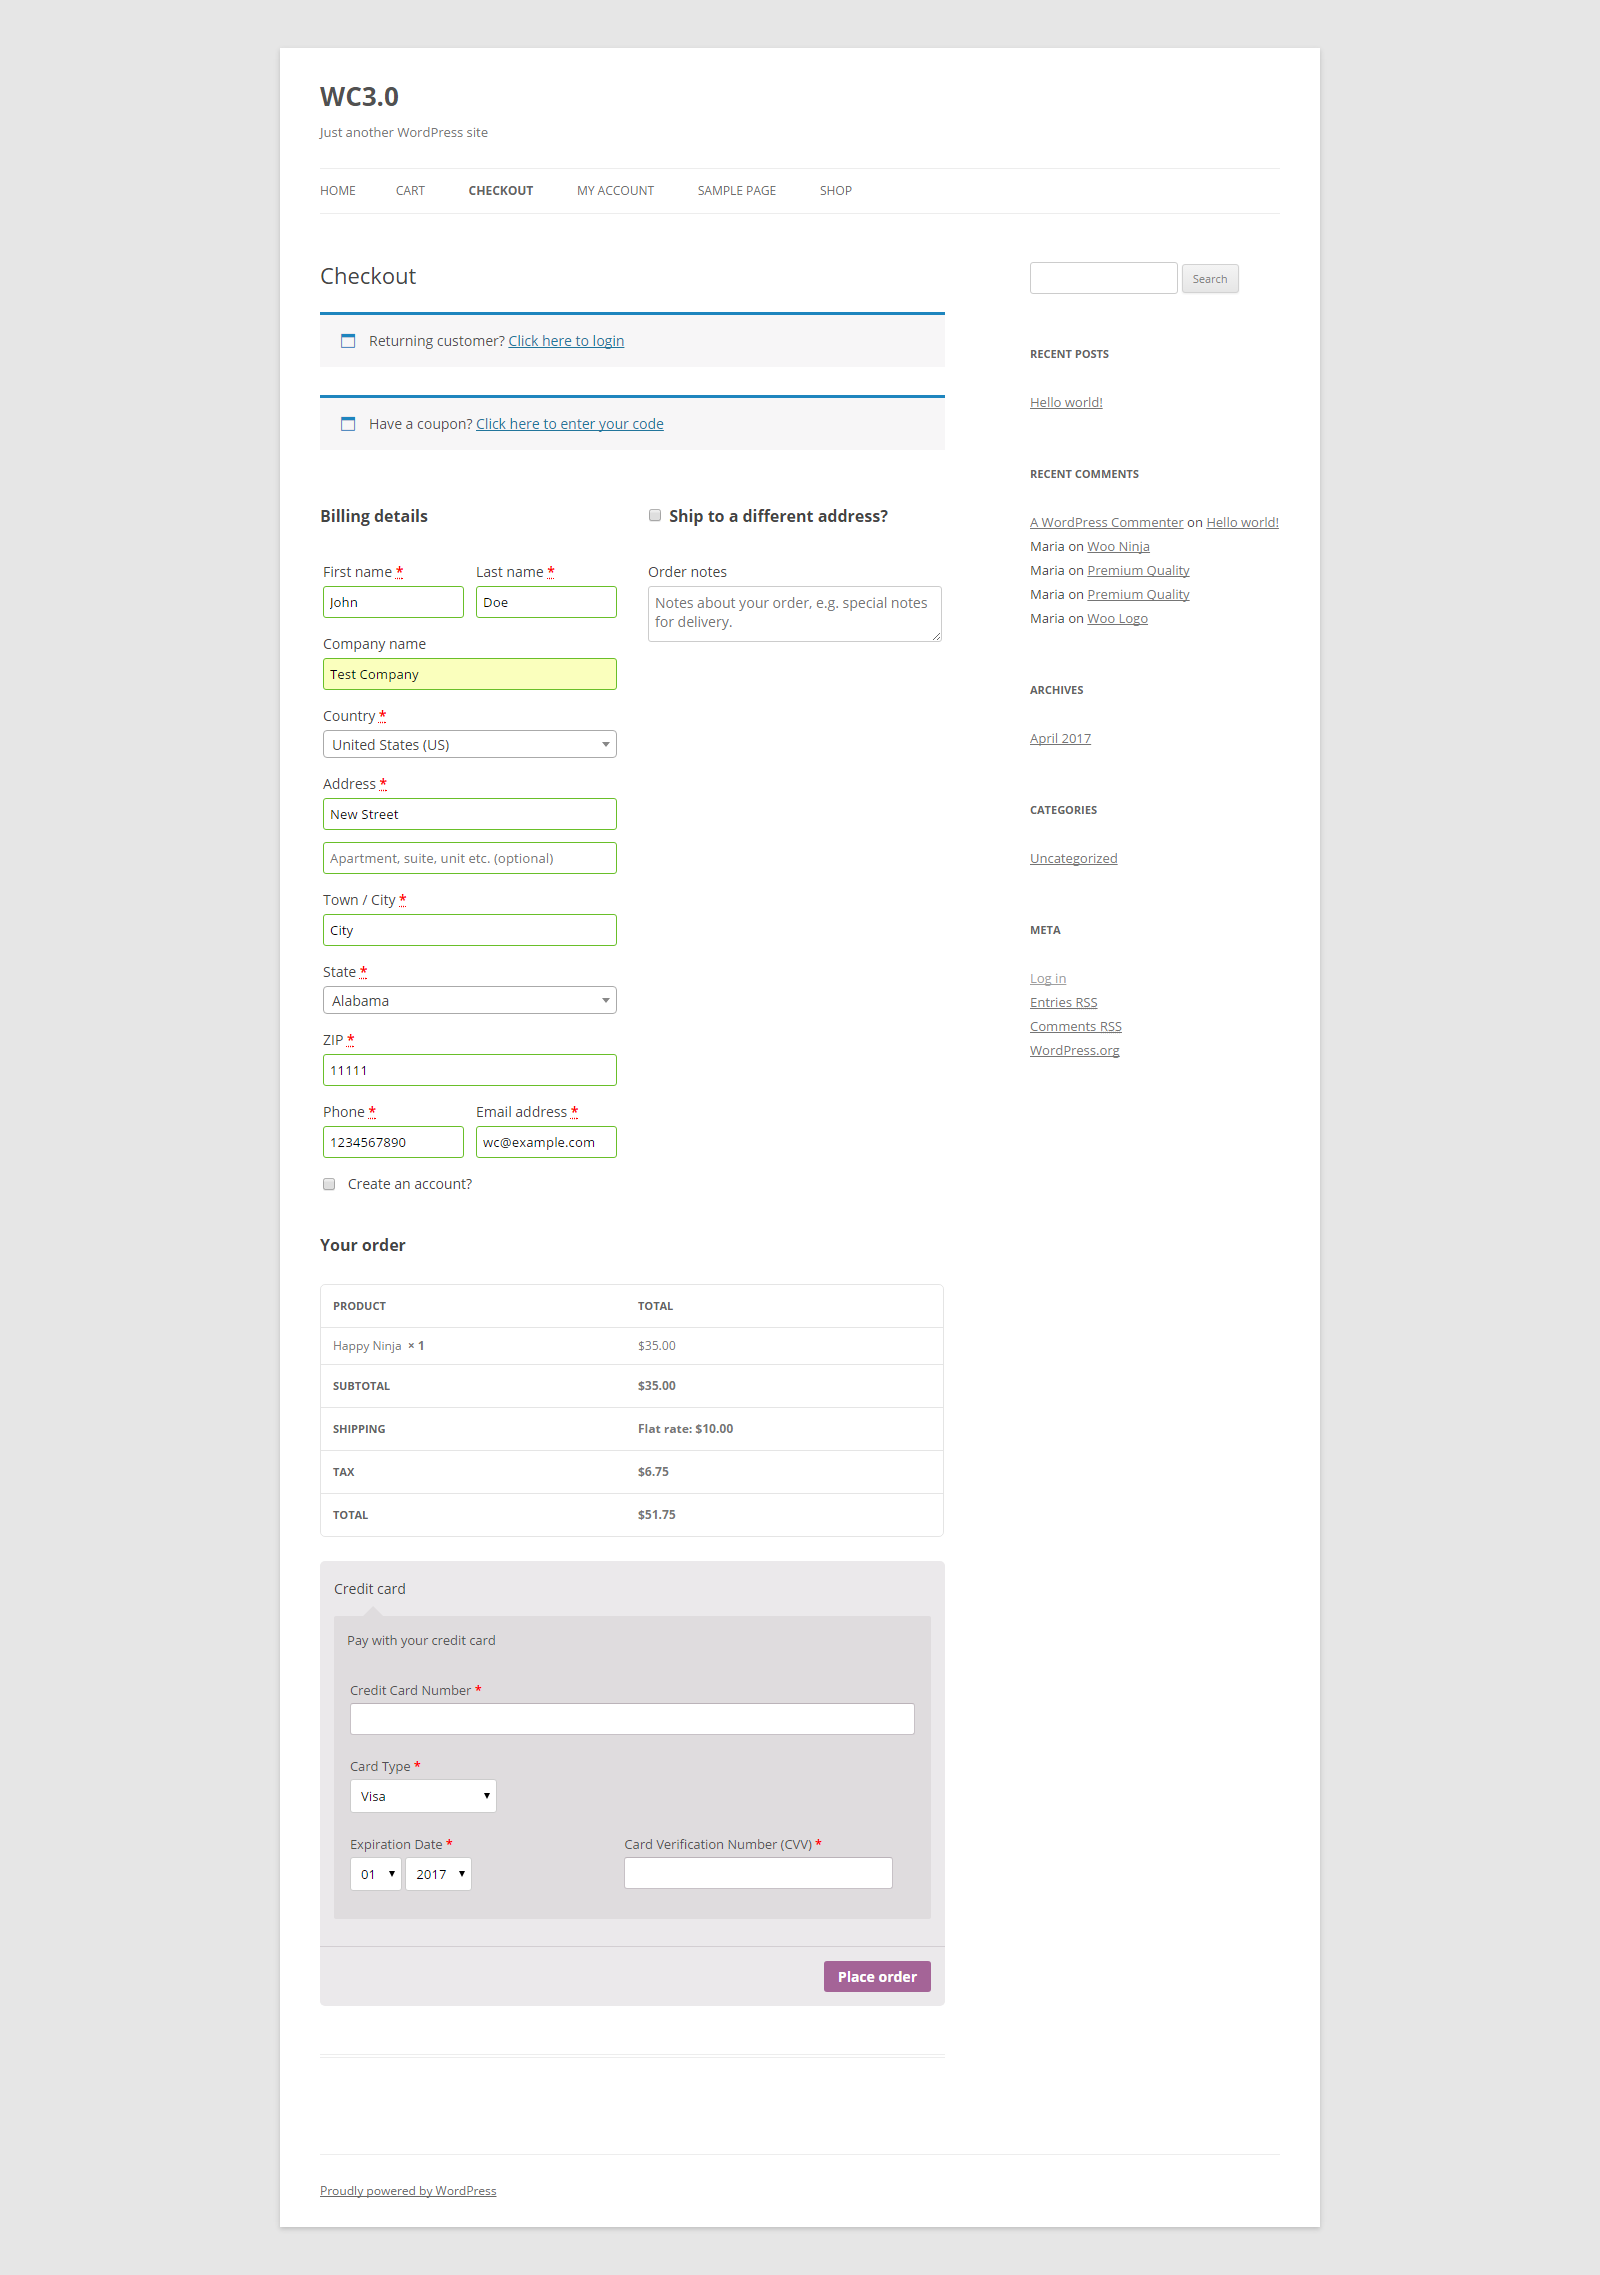 WC3.0
Just another WordPress site
HOME CART CHECKOUT MY ACCOUNT SAMPLE PAGE SHOP
Checkout
Returning customer? Click here to login
Have a coupon? Click here to enter your code
Billing details
First name * Last name *
John Doe
Company name
Test Company
Country *
United States (US)
Address *
New Street
Apartment, suite, unit etc. (optional)
Town / City *
City
State *
Alabama
ZIP *
11111
Phone * Email address *
1234567890 wc@example.com
Create an account?
Ship to a different address?
Order notes
Notes about your order, e.g. special notes
for delivery.
Your order
PRODUCT TOTAL
Happy Ninja × 1 $35.00
SUBTOTAL $35.00
SHIPPING Flat rate: $10.00
TAX $6.75
TOTAL $51.75
Credit card
Pay with your credit card
Credit Card Number *
Card Type *
Visa
Expiration Date * Card Verification Number (CVV) *
01 2017
Place order
Search
RECENT POSTS
Hello world!
RECENT COMMENTS
A WordPress Commenter on Hello world!
Maria on Woo Ninja
Maria on Premium Quality
Maria on Premium Quality
Maria on Woo Logo
ARCHIVES
April 2017
CATEGORIES
Uncategorized
META
Log in
Entries RSS
Comments RSS
WordPress.org
Proudly powered by WordPress